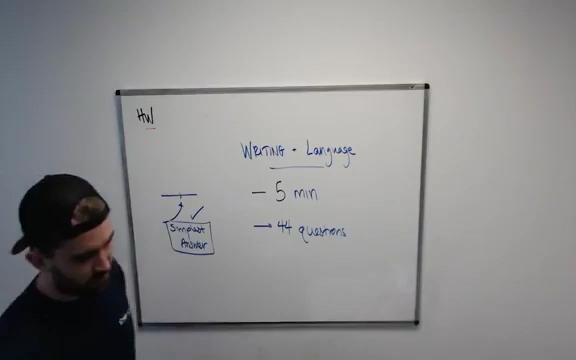 HW
WRITING + Language
- 5 min
→ 44 questions
Simplest
Answer